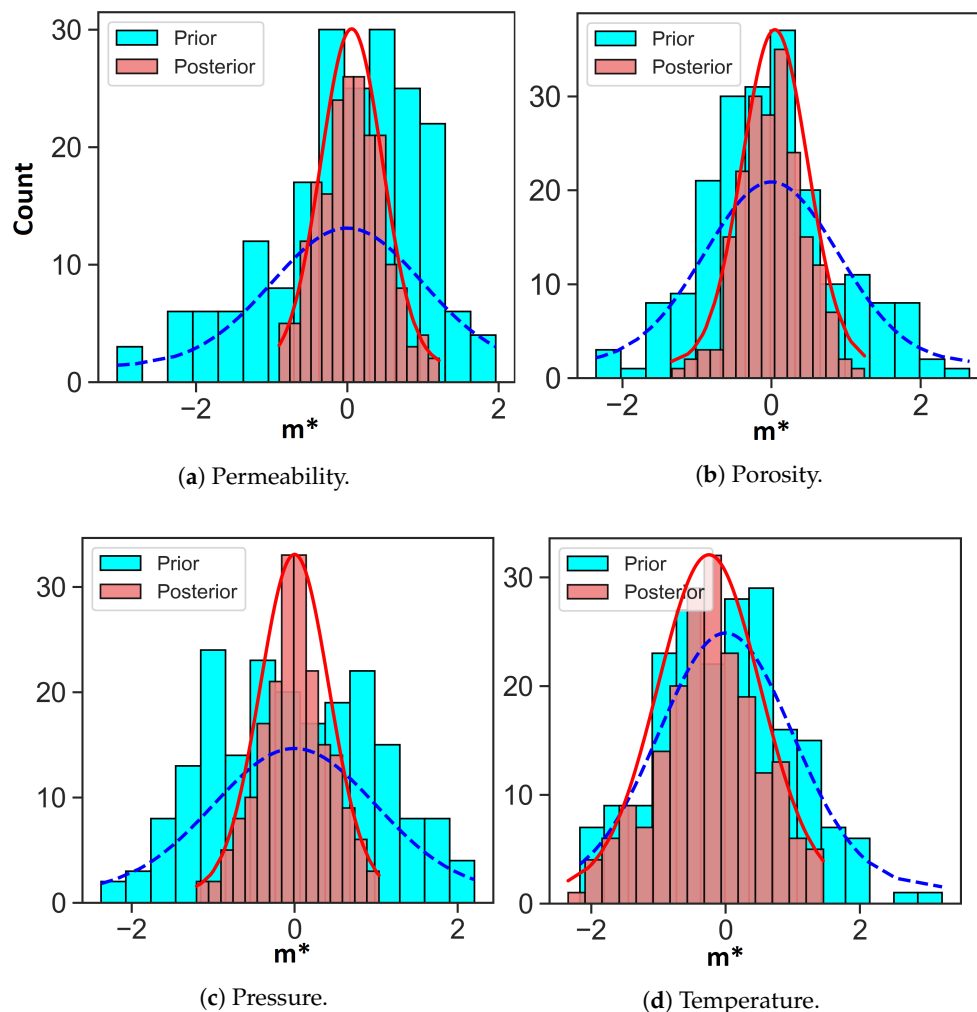 30
20
10
0
Count
Prior
Posterior
−2
0
2
m*
(a) Permeability.
30
20
10
0
Prior
Posterior
−2
0
2
m*
(b) Porosity.
30
20
10
0
Prior
Posterior
−2
0
2
m*
(c) Pressure.
30
20
10
0
Prior
Posterior
−2
0
2
m*
(d) Temperature.